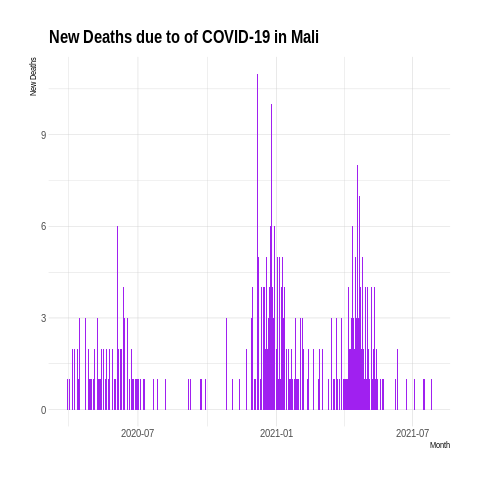 New Deaths due to of COVID-19 in Mali
New Deaths
9
6
3
0
2020-07
2021-01
2021-07
Month